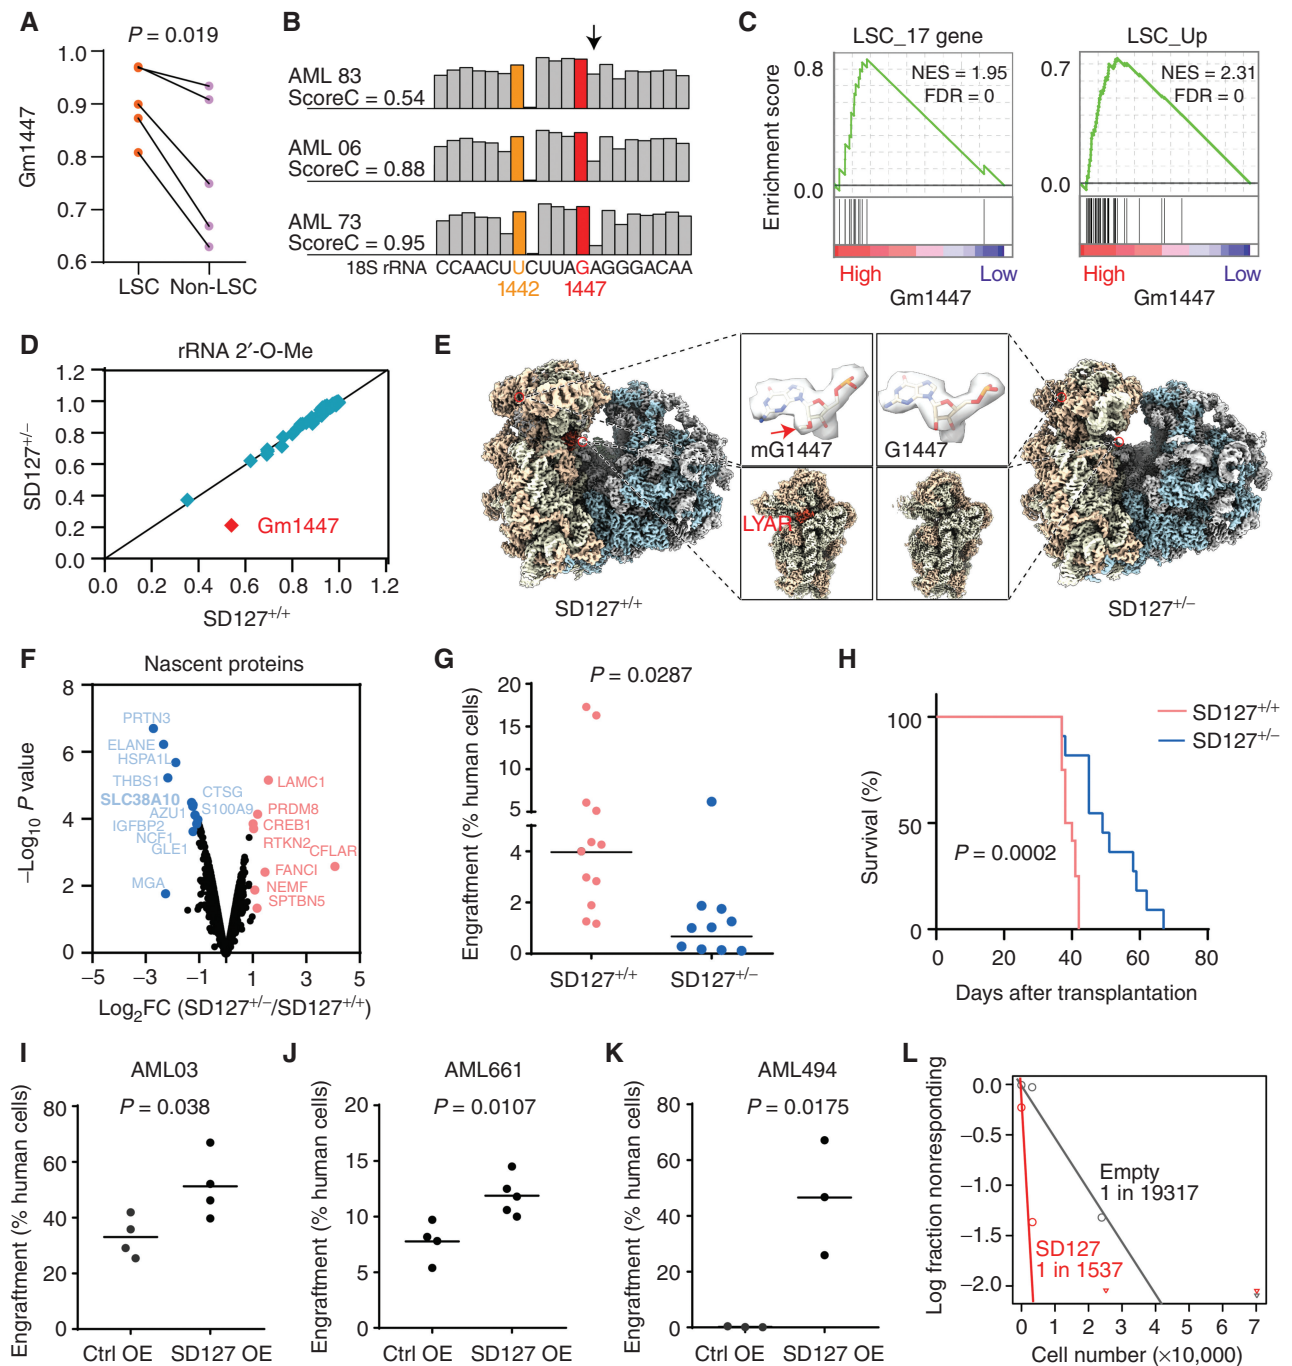 A
P = 0.019
Gm1447
1.0
0.9
0.8
0.7
0.6
LSC Non-LSC
B
AML 83
ScoreC = 0.54
AML 06
ScoreC = 0.88
AML 73
ScoreC = 0.95
18S rRNA CCAACUUCUUAGAGGGACAA
1442 1447
C
LSC_17 gene
NES = 1.95
FDR = 0
Enrichment score
0.8
0.0
High Low
Gm1447
LSC_Up
NES = 2.31
FDR = 0
0.7
0.0
High Low
Gm1447
D
rRNA 2′-O-Me
SD127+/−
1.2
1.0
0.8
0.6
0.4
0.2
0.0
Gm1447
0.0 0.2 0.4 0.6 0.8 1.0 1.2
SD127+/+
E
mG1447
G1447
LYAR
SD127+/+
SD127+/−
F
Nascent proteins
−Log10 P value
8
6
4
2
0
PRTN3
ELANE
HSPA1L
THBS1
SLC38A10
CTSG
S100A9
AZU1
IGFBP2
NCF1
GLE1
MGA
LAMC1
PRDM8
CREB1
RTKN2
CFLAR
FANCI
NEMF
SPTBN5
−5 −3 −1 1 3 5
Log2FC (SD127+/−/SD127+/+)
G
P = 0.0287
Engraftment (% human cells)
20
15
10
5
4
2
0
SD127+/+ SD127+/−
H
SD127+/+
SD127+/−
Survival (%)
100
50
0
P = 0.0002
0 20 40 60 80
Days after transplantation
I
AML03
P = 0.038
Engraftment (% human cells)
80
60
40
20
0
Ctrl OE SD127 OE
J
AML661
P = 0.0107
Engraftment (% human cells)
20
15
10
5
0
Ctrl OE SD127 OE
K
AML494
P = 0.0175
Engraftment (% human cells)
80
60
40
20
0
Ctrl OE SD127 OE
L
Log fraction nonresponding
0.0
−0.5
−1.0
−1.5
−2.0
Empty
1 in 19317
SD127
1 in 1537
0 1 2 3 4 5 6 7
Cell number (×10,000)